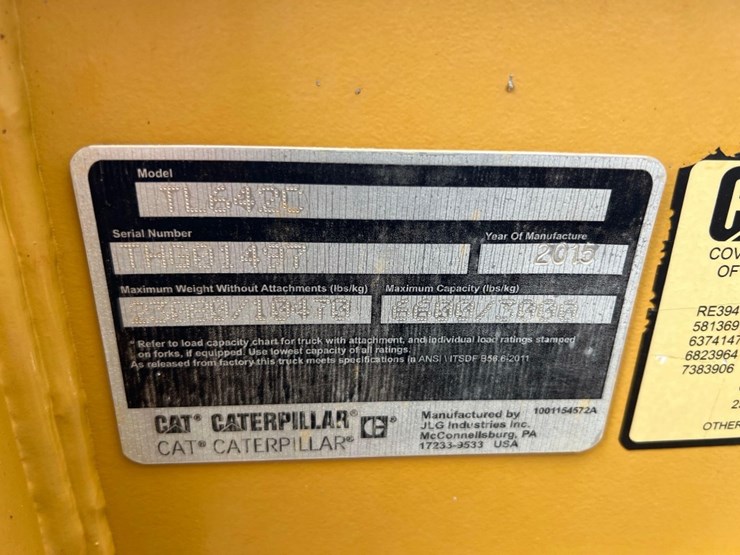 Model
TL642C
Serial Number
Year Of Manufacture
2015
Maximum Weight Without Attachments (lbs/kg)
Maximum Capacity (lbs/kg)
* Refer to load capacity chart for truck with attachment, and individual load ratings stamped
on forks, if equipped. Use lowest capacity of all ratings.
As released from factory this truck meets specifications in ANSI \ ITSDF B56.6-2011
CAT® CATERPILLAR®
CAT® CATERPILLAR®
Manufactured by
JLG Industries Inc.
McConnellsburg, PA
17233-9533 USA
1001154572A
COV
OF
RE394
581369
6374147
6823964
7383906
OTHER